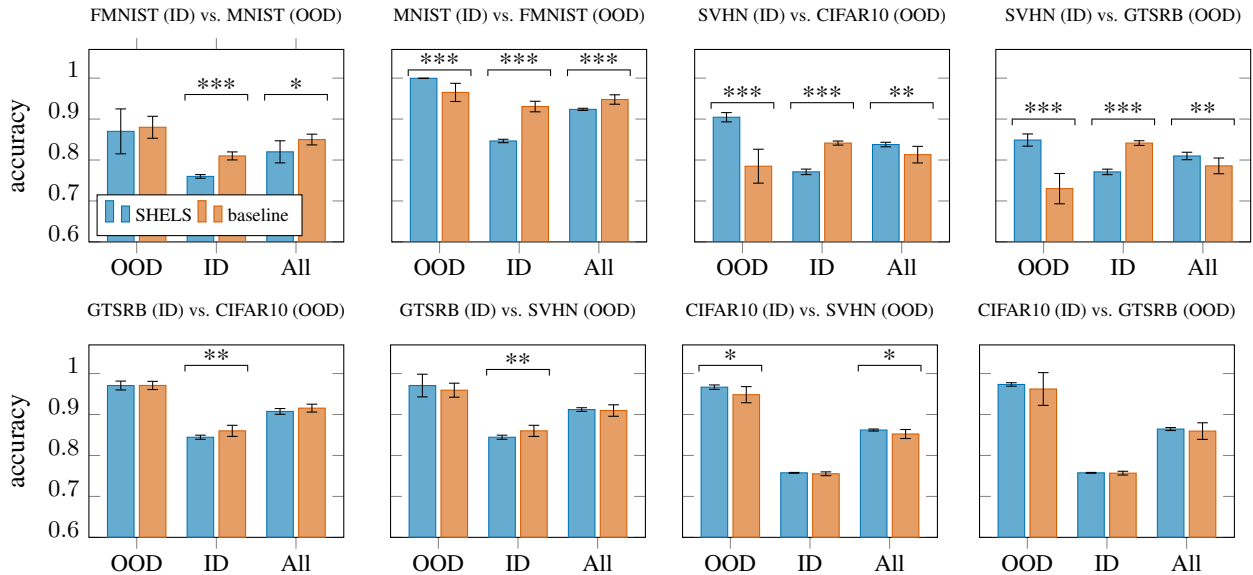 FMNIST (ID) vs. MNIST (OOD)
MNIST (ID) vs. FMNIST (OOD)
SVHN (ID) vs. CIFAR10 (OOD)
SVHN (ID) vs. GTSRB (OOD)
accuracy
1
0.9
0.8
0.7
0.6
*** *
*** *** ***
*** *** **
*** *** **
SHELS baseline
OOD ID All
OOD ID All
OOD ID All
OOD ID All
GTSRB (ID) vs. CIFAR10 (OOD)
GTSRB (ID) vs. SVHN (OOD)
CIFAR10 (ID) vs. SVHN (OOD)
CIFAR10 (ID) vs. GTSRB (OOD)
accuracy
1
0.9
0.8
0.7
0.6
**
**
* *
OOD ID All
OOD ID All
OOD ID All
OOD ID All